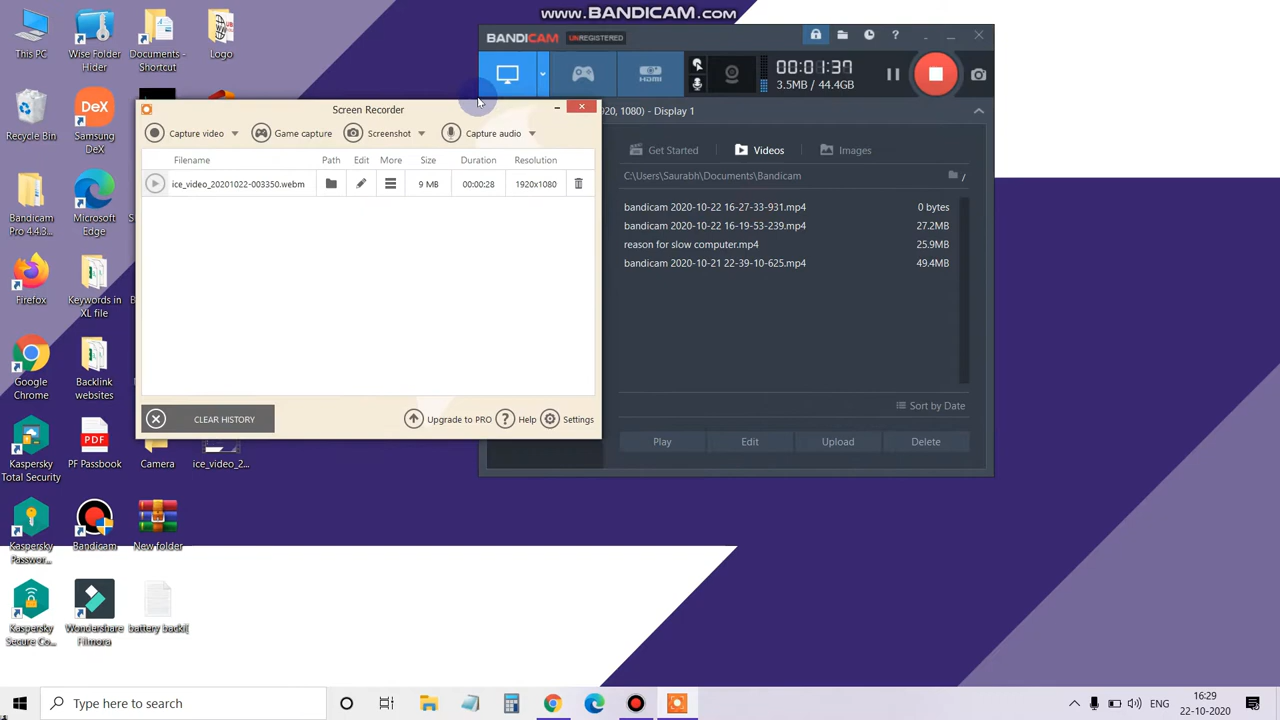 www.BANDICAM.com
BANDICAM UNREGISTERED
HDMI
00:01:37
3.5MB / 44.4GB
920, 1080) - Display 1
Get Started
Videos
Images
C:\Users\Saurabh\Documents\Bandicam
/
bandicam 2020-10-22 16-27-33-931.mp4 0 bytes
bandicam 2020-10-22 16-19-53-239.mp4 27.2MB
reason for slow computer.mp4 25.9MB
bandicam 2020-10-21 22-39-10-625.mp4 49.4MB
Sort by Date
Play Edit Upload Delete
Screen Recorder
Capture video Game capture Screenshot Capture audio
Filename Path Edit More Size Duration Resolution
ice_video_20201022-003350.webm 9 MB 00:00:28 1920x1080
CLEAR HISTORY
Upgrade to PRO Help Settings
This PC
Wise Folder
Hider
Documents -
Shortcut
Logo
Recycle Bin
Samsung
DeX
Bandicam
Pro 4.4.3...
Microsoft
Edge
Firefox
Keywords in
XL file
Google
Chrome
Backlink
websites
Kaspersky
Total Security
PF Passbook
Camera
ice_video_2...
Kaspersky
Passwor...
Bandicam
New folder
Kaspersky
Secure Co...
Wondershare
Filmora
Type here to search
ENG
16:29
22-10-2020